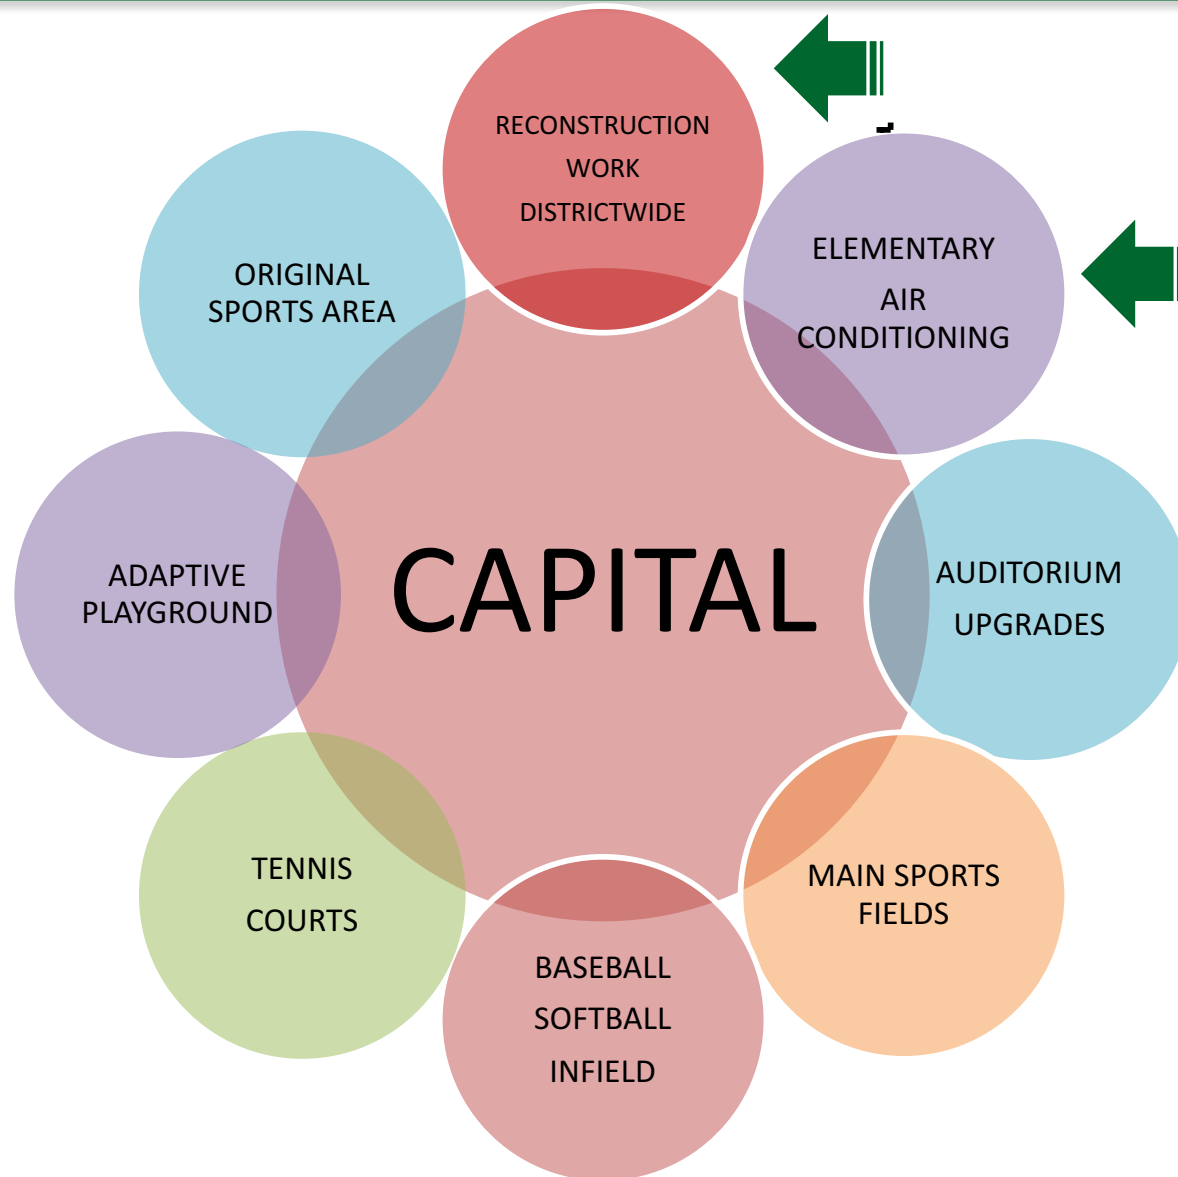 RECONSTRUCTION
WORK
DISTRICTWIDE
ELEMENTARY
AIR
CONDITIONING
ORIGINAL
SPORTS AREA
CAPITAL
AUDITORIUM
UPGRADES
ADAPTIVE
PLAYGROUND
TENNIS
COURTS
MAIN SPORTS
FIELDS
BASEBALL
SOFTBALL
INFIELD